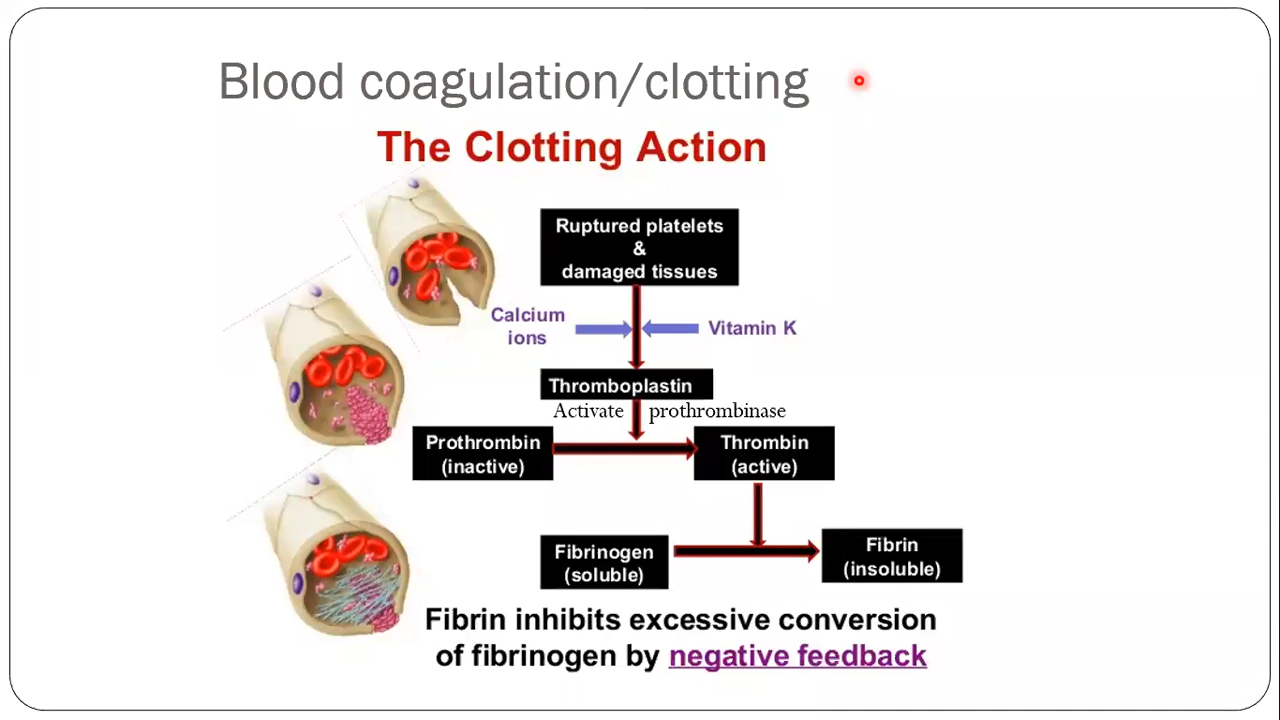 Blood coagulation/clotting
The Clotting Action
Ruptured platelets
&
damaged tissues
Calcium
ions
Vitamin K
Thromboplastin
Activate prothrombinase
Prothrombin
(inactive)
Thrombin
(active)
Fibrinogen
(soluble)
Fibrin
(insoluble)
Fibrin inhibits excessive conversion
of fibrinogen by negative feedback